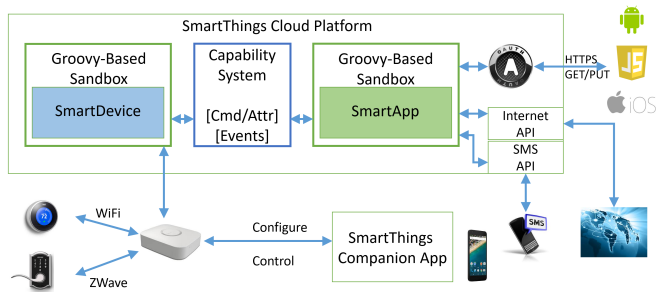 SmartThings Cloud Platform
Groovy-Based
Sandbox
SmartDevice
Capability
System
[Cmd/Attr]
[Events]
Groovy-Based
Sandbox
SmartApp
OAUTH
A
HTTPS
GET/PUT
JS
iOS
Internet
API
SMS
API
WiFi
ZWave
Configure
Control
SmartThings
Companion App
SMS